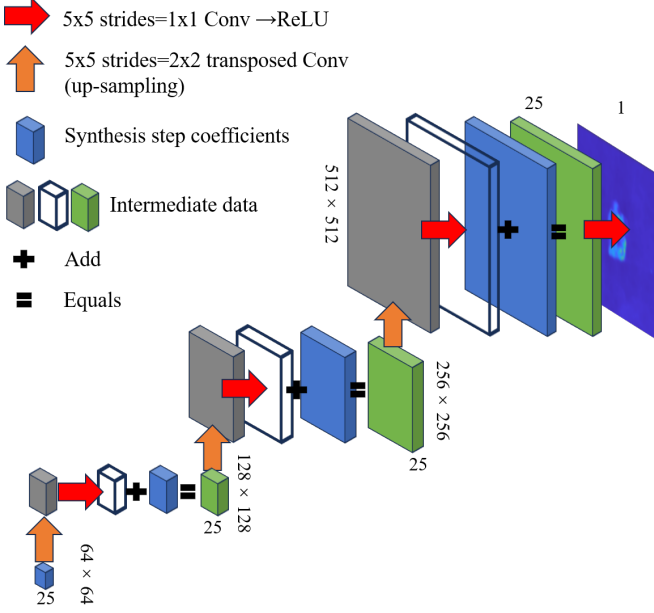 5x5 strides=1x1 Conv →ReLU
5x5 strides=2x2 transposed Conv
(up-sampling)
Synthesis step coefficients
Intermediate data
Add
Equals
25
1
512 × 512
256 × 256
25
128 × 128
25
64 × 64
25